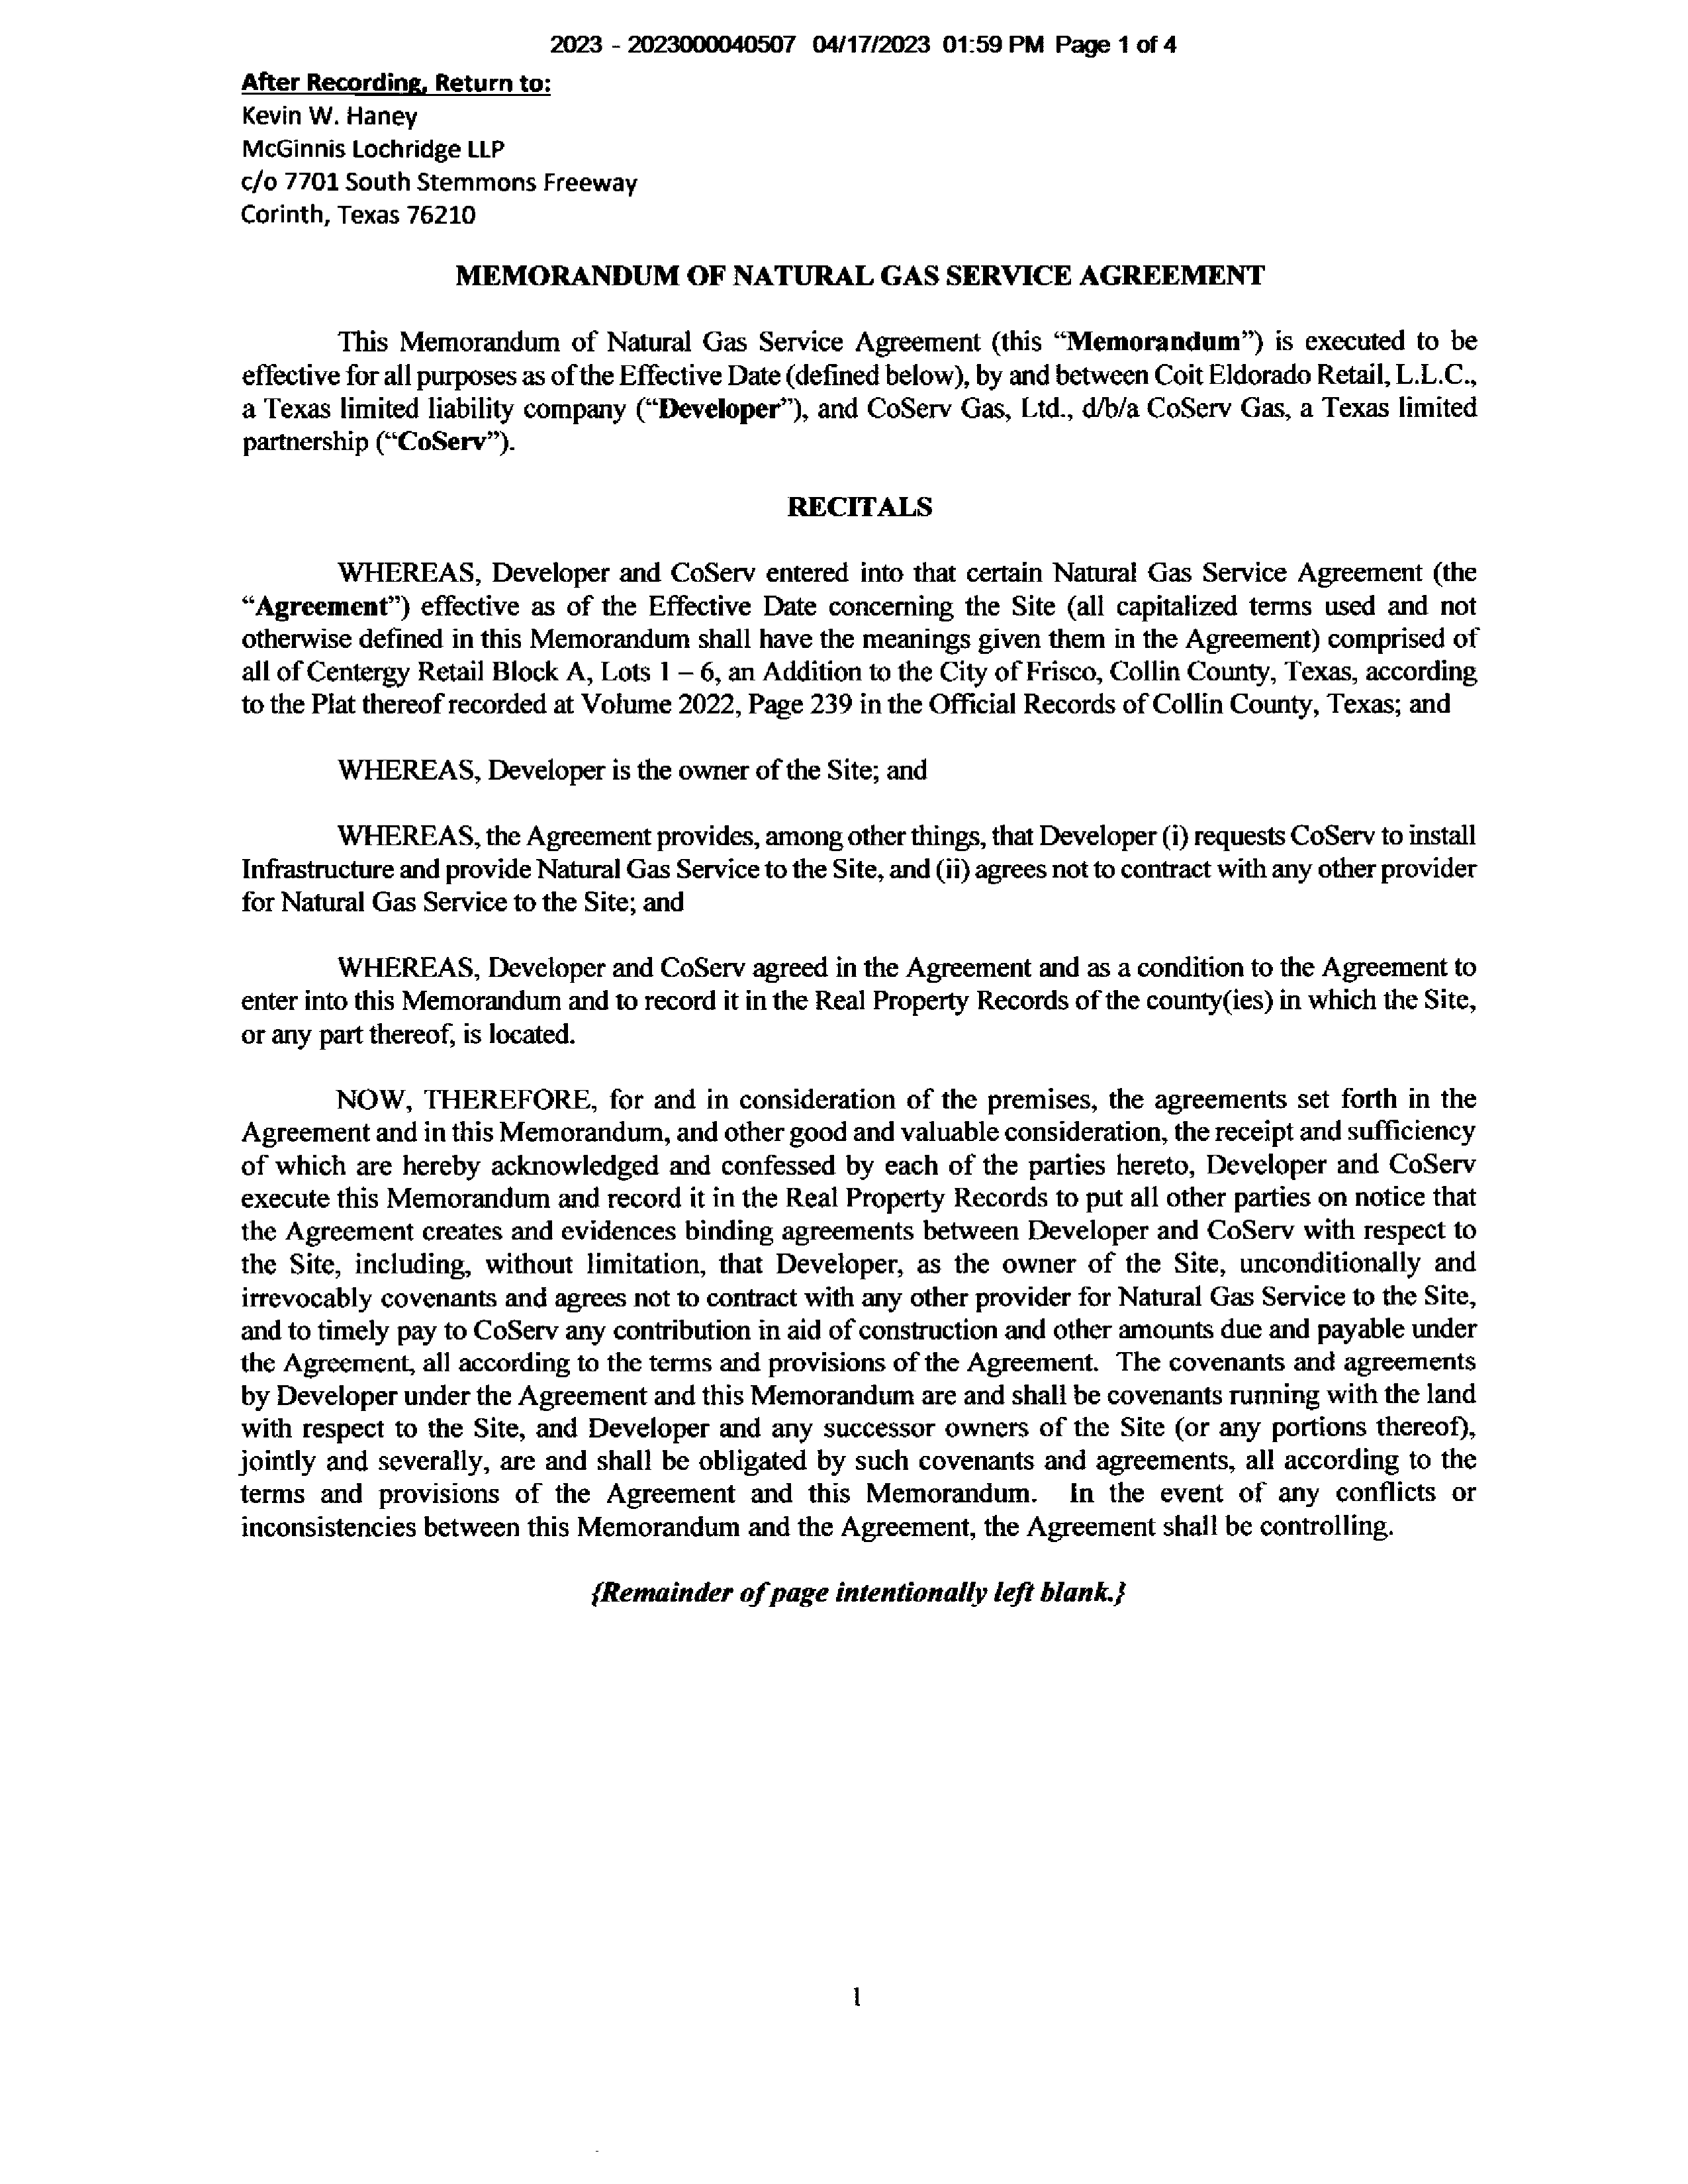 2023 - 2023000040507 04/17/2023 01:59 PM Page 1 of 4
After Recording, Return to:
Kevin W. Haney
McGinnis Lochridge LLP
c/o 7701 South Stemmons Freeway
Corinth, Texas 76210
MEMORANDUM OF NATURAL GAS SERVICE AGREEMENT
This Memorandum of Natural Gas Service Agreement (this “Memorandum”) is executed to be
effective for all purposes as of the Effective Date (defined below), by and between Coit Eldorado Retail, L.L.C.,
a Texas limited liability company (“Developer”), and CoServ Gas, Ltd., d/b/a CoServ Gas, a Texas limited
partnership (“CoServ”).
RECITALS
WHEREAS, Developer and CoServ entered into that certain Natural Gas Service Agreement (the
“Agreement”) effective as of the Effective Date concerning the Site (all capitalized terms used and not
otherwise defined in this Memorandum shall have the meanings given them in the Agreement) comprised of
all of Centergy Retail Block A, Lots 1 – 6, an Addition to the City of Frisco, Collin County, Texas, according
to the Plat thereof recorded at Volume 2022, Page 239 in the Official Records of Collin County, Texas; and
WHEREAS, Developer is the owner of the Site; and
WHEREAS, the Agreement provides, among other things, that Developer (i) requests CoServ to install
Infrastructure and provide Natural Gas Service to the Site, and (ii) agrees not to contract with any other provider
for Natural Gas Service to the Site; and
WHEREAS, Developer and CoServ agreed in the Agreement and as a condition to the Agreement to
enter into this Memorandum and to record it in the Real Property Records of the county(ies) in which the Site,
or any part thereof, is located.
NOW, THEREFORE, for and in consideration of the premises, the agreements set forth in the
Agreement and in this Memorandum, and other good and valuable consideration, the receipt and sufficiency
of which are hereby acknowledged and confessed by each of the parties hereto, Developer and CoServ
execute this Memorandum and record it in the Real Property Records to put all other parties on notice that
the Agreement creates and evidences binding agreements between Developer and CoServ with respect to
the Site, including, without limitation, that Developer, as the owner of the Site, unconditionally and
irrevocably covenants and agrees not to contract with any other provider for Natural Gas Service to the Site,
and to timely pay to CoServ any contribution in aid of construction and other amounts due and payable under
the Agreement, all according to the terms and provisions of the Agreement. The covenants and agreements
by Developer under the Agreement and this Memorandum are and shall be covenants running with the land
with respect to the Site, and Developer and any successor owners of the Site (or any portions thereof),
jointly and severally, are and shall be obligated by such covenants and agreements, all according to the
terms and provisions of the Agreement and this Memorandum. In the event of any conflicts or
inconsistencies between this Memorandum and the Agreement, the Agreement shall be controlling.
{Remainder of page intentionally left blank.}
1